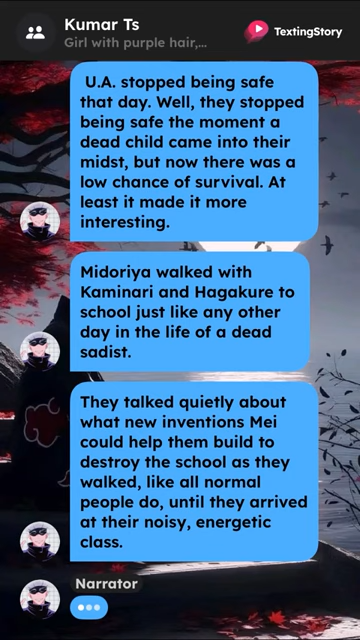 Kumar Ts
Girl with purple hair,...
TextingStory
U.A. stopped being safe
that day. Well, they stopped
being safe the moment a
dead child came into their
midst, but now there was a
low chance of survival. At
least it made it more
interesting.
Midoriya walked with
Kaminari and Hagakure to
school just like any other
day in the life of a dead
sadist.
They talked quietly about
what new inventions Mei
could help them build to
destroy the school as they
walked, like all normal
people do, until they arrived
at their noisy, energetic
class.
Narrator